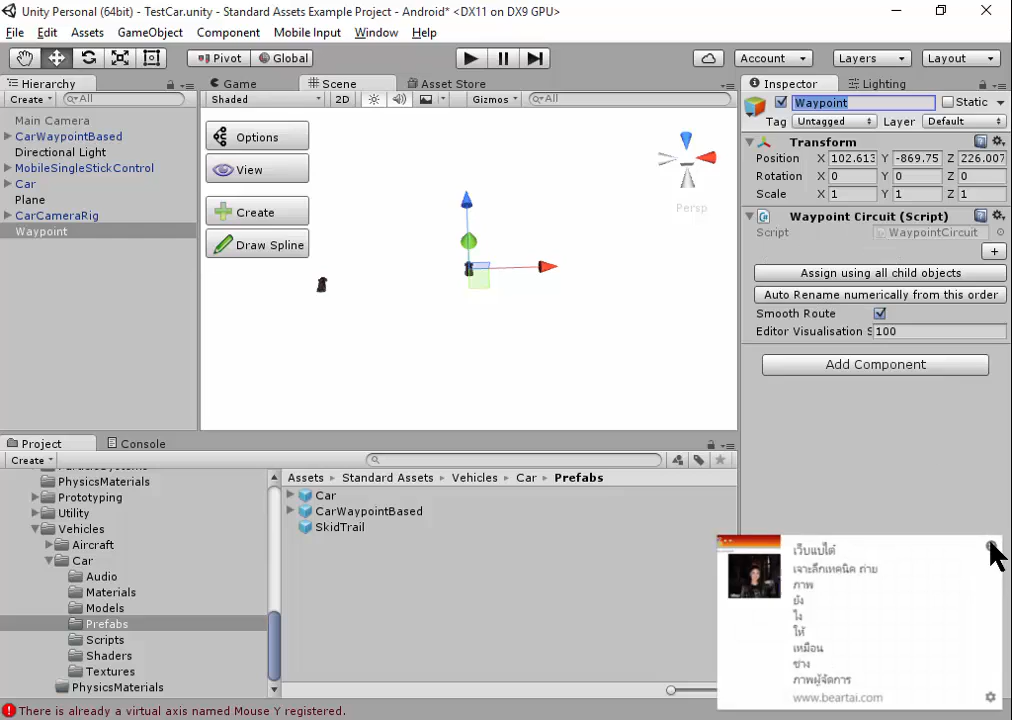 Unity Personal (64bit) - TestCar.unity - Standard Assets Example Project - Android* <DX11 on DX9 GPU>
File Edit Assets GameObject Component Mobile Input Window Help
Pivot Global Account Layers Layout
Hierarchy
Create All
Main Camera
CarWaypointBased
Directional Light
MobileSingleStickControl
Car
Plane
CarCameraRig
Waypoint
Game Scene Asset Store
Shaded 2D Gizmos All
Options
View
Create
Draw Spline
Persp
Inspector Lighting
Waypoint Static
Tag Untagged Layer Default
Transform
Position X 102.613 Y -869.75 Z 226.007
Rotation X 0 Y 0 Z 0
Scale X 1 Y 1 Z 1
Waypoint Circuit (Script)
Script WaypointCircuit
+
Assign using all child objects
Auto Rename numerically from this order
Smooth Route
Editor Visualisation S 100
Add Component
Project Console
Create
PhysicsMaterials
Prototyping
Utility
Vehicles
Aircraft
Car
Audio
Materials
Models
Prefabs
Scripts
Shaders
Textures
PhysicsMaterials
Assets Standard Assets Vehicles Car Prefabs
Car
CarWaypointBased
SkidTrail
เว็บแบไต๋
เจาะลึกเทคนิค ถ่าย
ภาพ
ยัง
ไง
ให้
เหมือน
ช่าง
ภาพผู้จัดการ
www.beartai.com
There is already a virtual axis named Mouse Y registered.